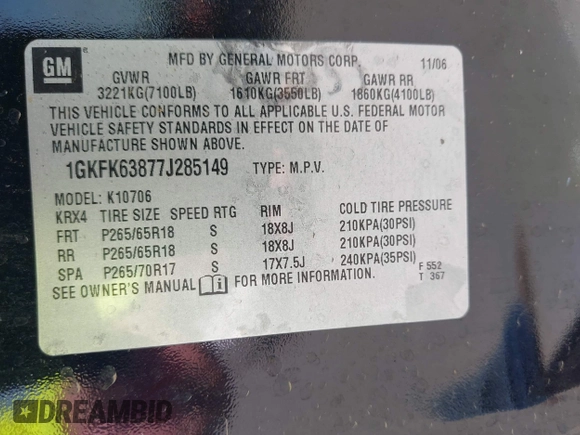 GM
MFD BY GENERAL MOTORS CORP. 11/06
GVWR GAWR FRT GAWR RR
3221KG(7100LB) 1610KG(3550LB) 1860KG(4100LB)
THIS VEHICLE CONFORMS TO ALL APPLICABLE U.S. FEDERAL MOTOR
VEHICLE SAFETY STANDARDS IN EFFECT ON THE DATE OF
MANUFACTURE SHOWN ABOVE.
1GKFK63877J285149 TYPE: M.P.V.
MODEL: K10706
KRX4 TIRE SIZE SPEED RTG RIM COLD TIRE PRESSURE
FRT P265/65R18 S 18X8J 210KPA(30PSI)
RR P265/65R18 S 18X8J 210KPA(30PSI)
SPA P265/70R17 S 17X7.5J 240KPA(35PSI)
SEE OWNER'S MANUAL FOR MORE INFORMATION.
F 552
T 367
DREAMBID